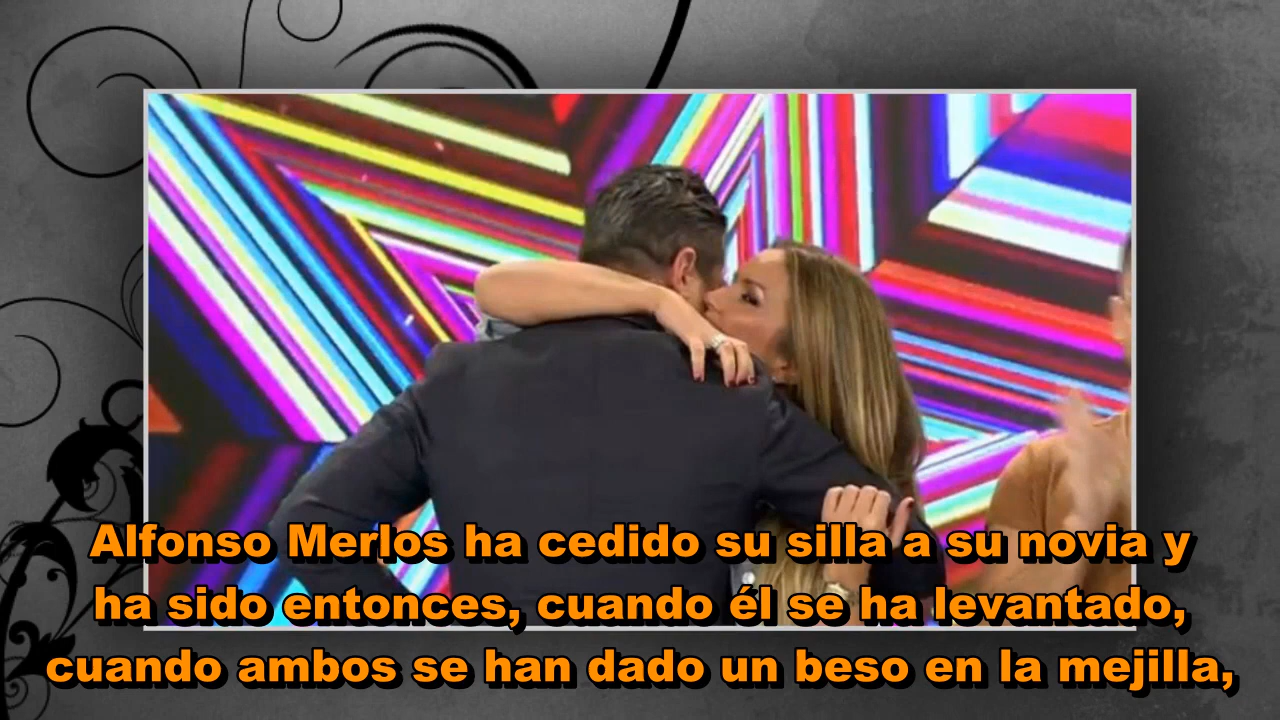 Alfonso Merlos ha cedido su silla a su novia y
ha sido entonces, cuando él se ha levantado,
cuando ambos se han dado un beso en la mejilla,